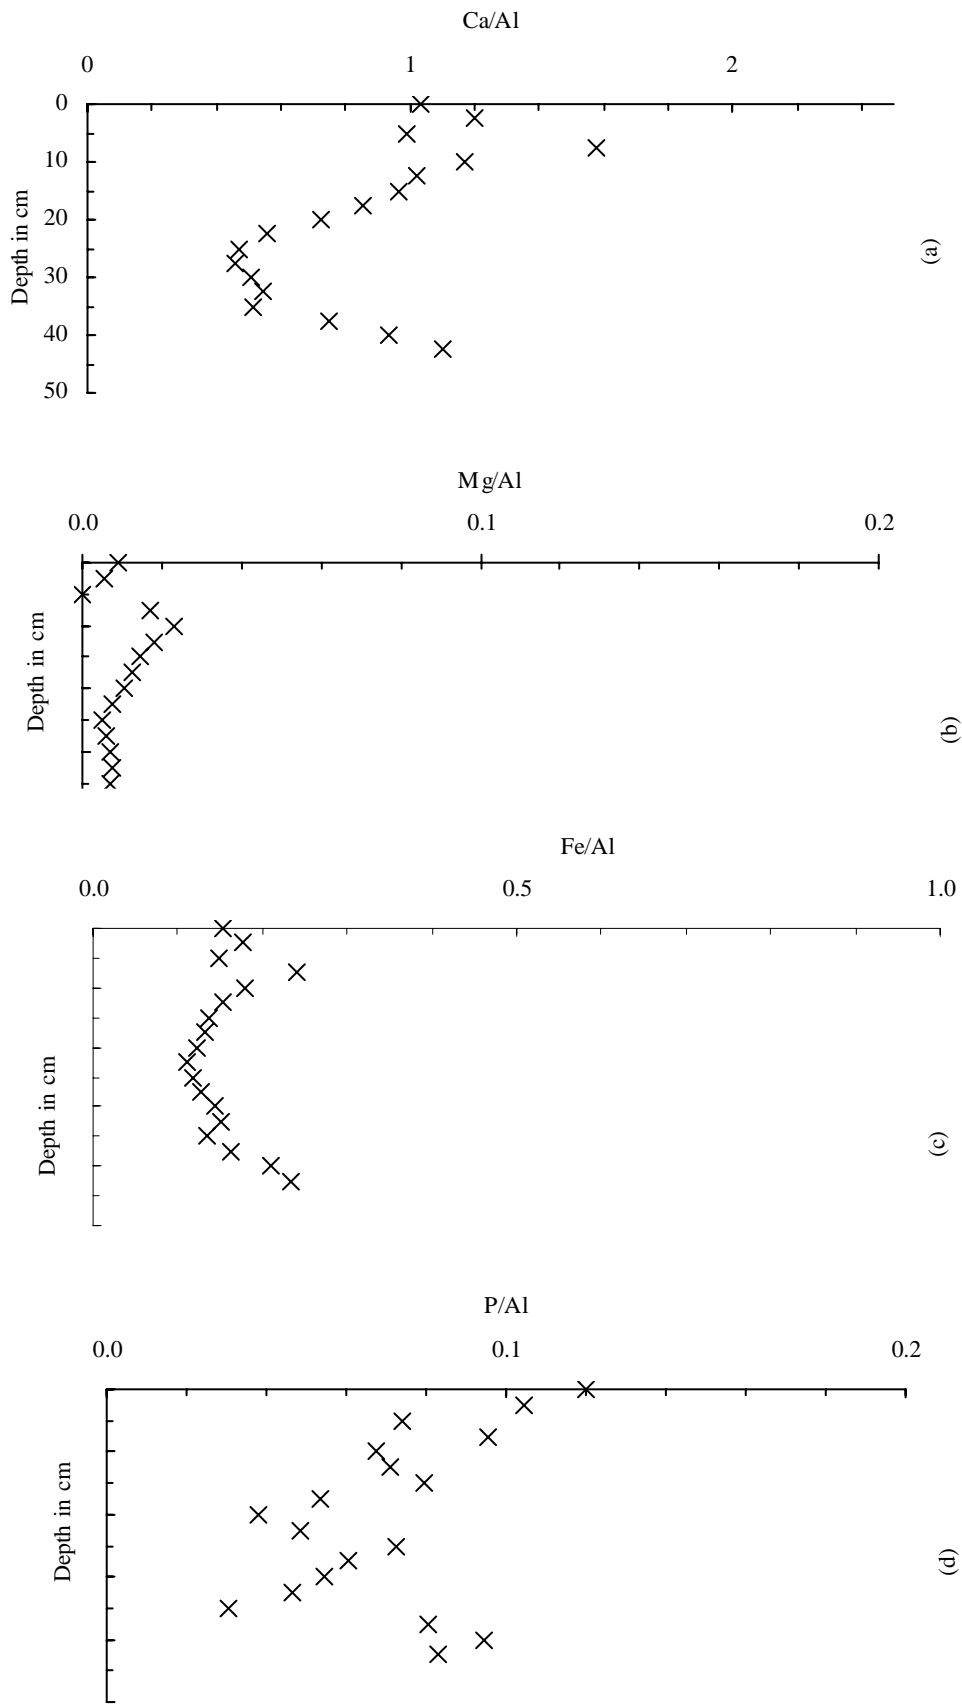 Ca/Al
0 1 2
0
10
20
30
40
50
Depth in cm
(a)
Mg/Al
0.0 0.1 0.2
Depth in cm
(b)
Fe/Al
0.0 0.5 1.0
Depth in cm
(c)
P/Al
0.0 0.1 0.2
Depth in cm
(d)